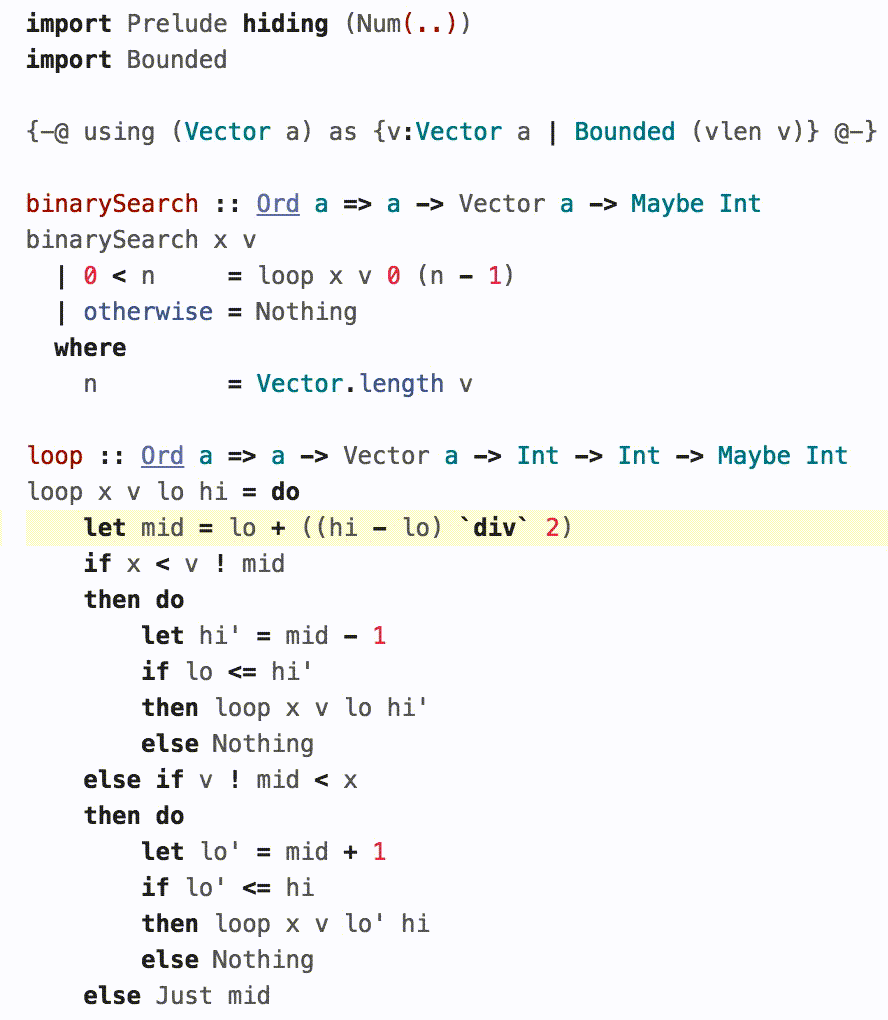 import Prelude hiding (Num(..))
import Bounded

{-@ using (Vector a) as {v:Vector a | Bounded (vlen v)} @-}

binarySearch :: Ord a => a -> Vector a -> Maybe Int
binarySearch x v
  | 0 < n     = loop x v 0 (n - 1)
  | otherwise = Nothing
  where
    n         = Vector.length v

loop :: Ord a => a -> Vector a -> Int -> Int -> Maybe Int
loop x v lo hi = do
    let mid = lo + ((hi - lo) `div` 2)
    if x < v ! mid
    then do
        let hi' = mid - 1
        if lo <= hi'
        then loop x v lo hi'
        else Nothing
    else if v ! mid < x
    then do
        let lo' = mid + 1
        if lo' <= hi
        then loop x v lo' hi
        else Nothing
    else Just mid